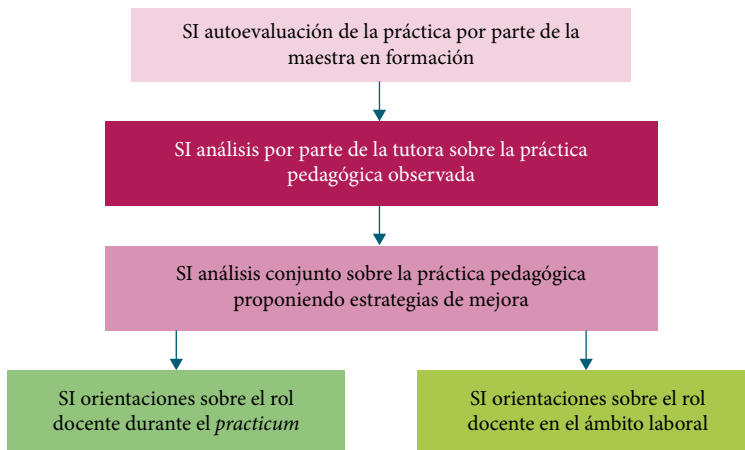 SI autoevaluación de la práctica por parte de la
maestra en formación
SI análisis por parte de la tutora sobre la práctica
pedagógica observada
SI análisis conjunto sobre la práctica pedagógica
proponiendo estrategias de mejora
SI orientaciones sobre el rol
docente durante el practicum
SI orientaciones sobre el rol
docente en el ámbito laboral